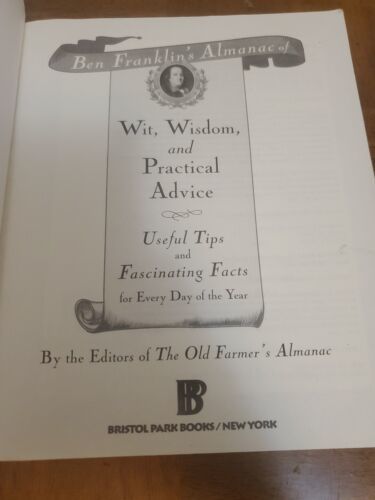 Ben Franklin's Almanac of
Wit, Wisdom,
and
Practical
Advice
Useful Tips
and
Fascinating Facts
for Every Day of the Year
By the Editors of The Old Farmer's Almanac
BRISTOL PARK BOOKS / NEW YORK